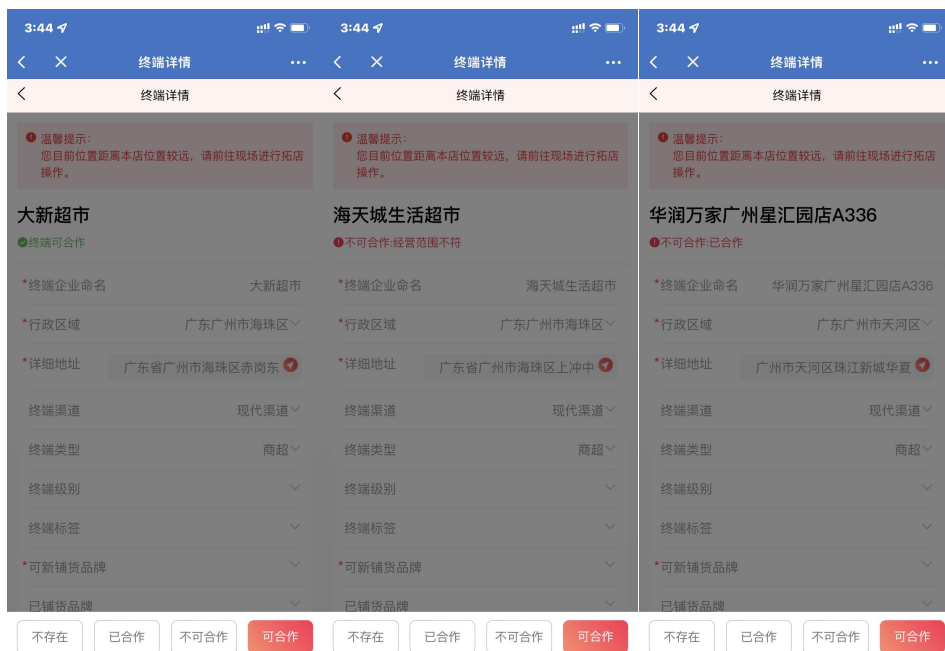 3:44
终端详情
终端详情
温馨提示:
您目前位置距离本店位置较远，请前往现场进行拓店
操作。
大新超市
终端可合作
*终端企业命名 大新超市
*行政区域 广东广州市海珠区
*详细地址 广东省广州市海珠区赤岗东
终端渠道 现代渠道
终端类型 商超
终端级别
终端标签
*可新铺货品牌
已铺货品牌
不存在 已合作 不可合作 可合作
3:44
终端详情
终端详情
温馨提示:
您目前位置距离本店位置较远，请前往现场进行拓店
操作。
海天城生活超市
不可合作:经营范围不符
*终端企业命名 海天城生活超市
*行政区域 广东广州市海珠区
*详细地址 广东省广州市海珠区上冲中
终端渠道 现代渠道
终端类型 商超
终端级别
终端标签
*可新铺货品牌
已铺货品牌
不存在 已合作 不可合作 可合作
3:44
终端详情
终端详情
温馨提示:
您目前位置距离本店位置较远，请前往现场进行拓店
操作。
华润万家广州星汇园店A336
不可合作:已合作
*终端企业命名 华润万家广州星汇园店A336
*行政区域 广东广州市天河区
*详细地址 广州市天河区珠江新城华夏
终端渠道 现代渠道
终端类型 商超
终端级别
终端标签
*可新铺货品牌
已铺货品牌
不存在 已合作 不可合作 可合作